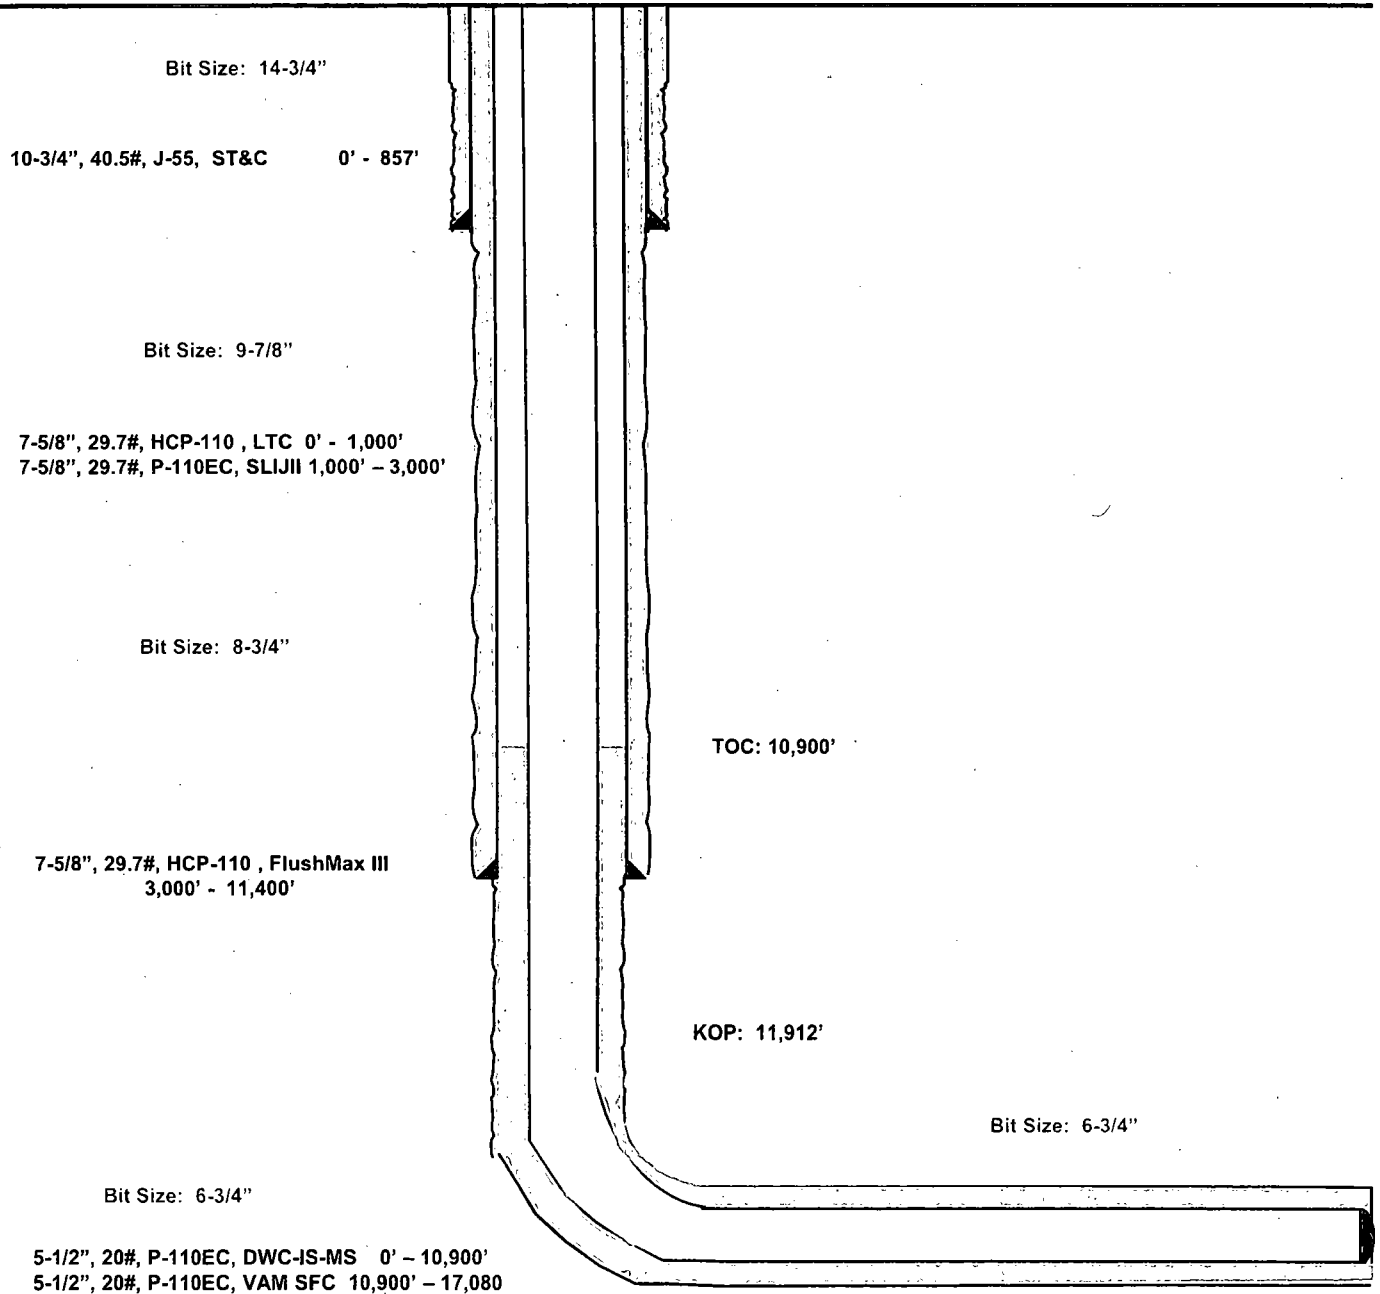 Bit Size: 14-3/4”
10-3/4”, 40.5#, J-55, ST&C 0’ - 857’
Bit Size: 9-7/8”
7-5/8”, 29.7#, HCP-110 , LTC 0’ - 1,000’
7-5/8”, 29.7#, P-110EC, SLIJII 1,000’ – 3,000’
Bit Size: 8-3/4”
TOC: 10,900’
7-5/8”, 29.7#, HCP-110 , FlushMax III
3,000’ - 11,400’
KOP: 11,912’
Bit Size: 6-3/4”
Bit Size: 6-3/4”
5-1/2”, 20#, P-110EC, DWC-IS-MS 0’ – 10,900’
5-1/2”, 20#, P-110EC, VAM SFC 10,900’ – 17,080